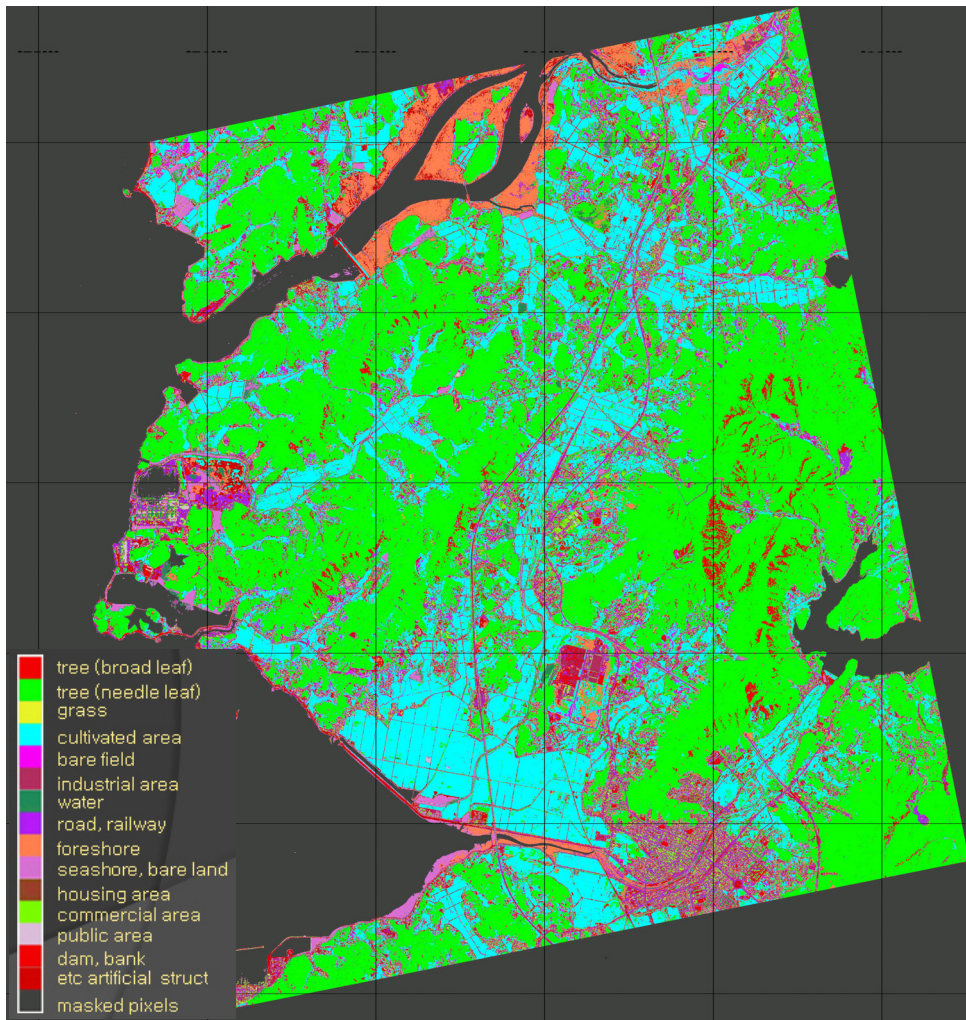 tree (broad leaf)
tree (needle leaf)
grass
cultivated area
bare field
industrial area
water
road, railway
foreshore
seashore, bare land
housing area
commercial area
public area
dam, bank
etc artificial struct
masked pixels